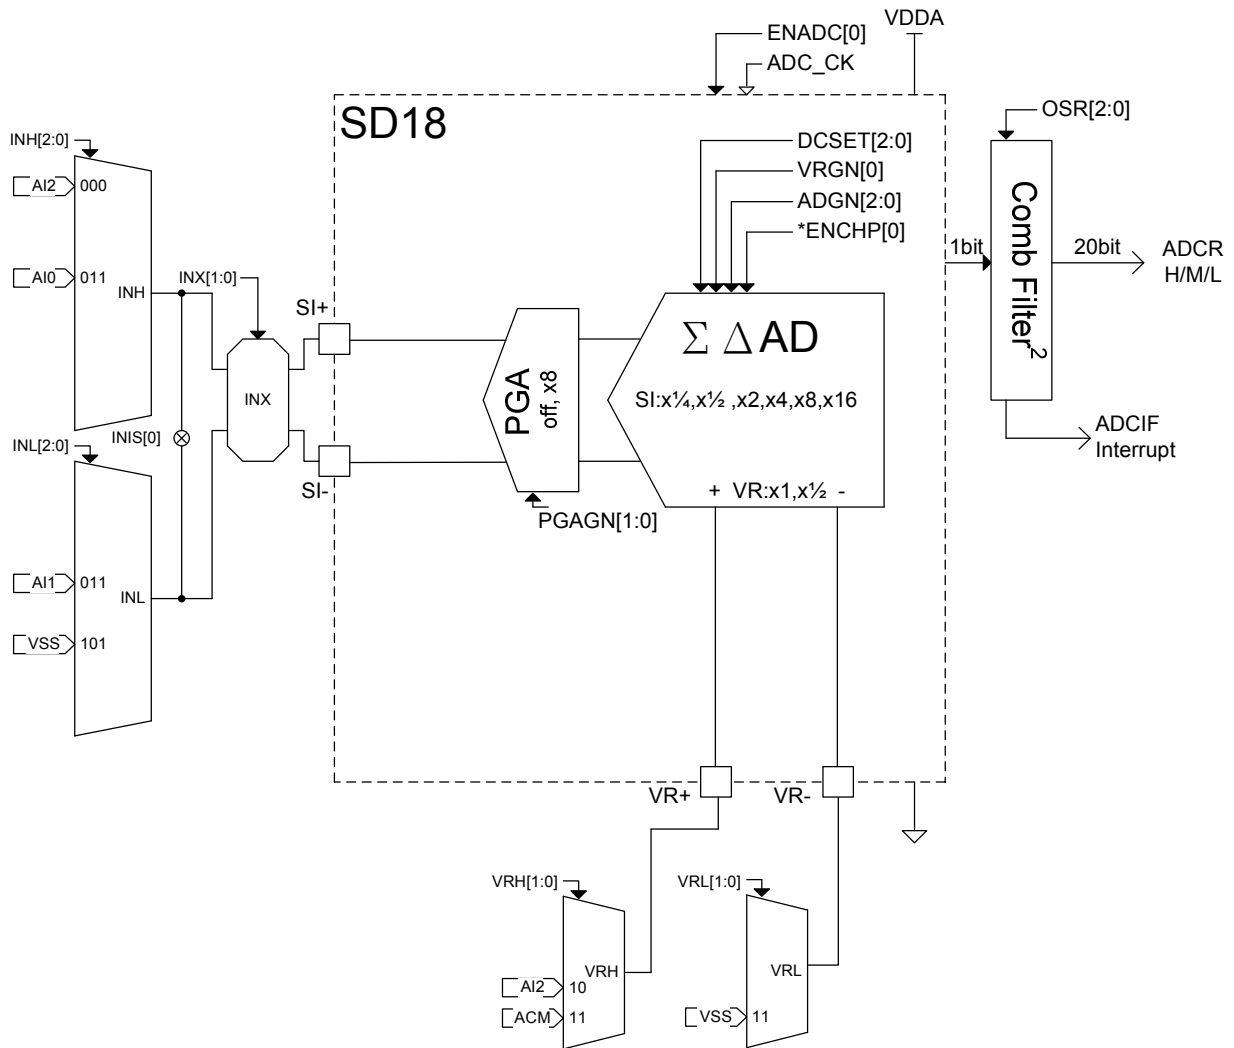 VDDA
ENADC[0]
ADC_CK
SD18
OSR[2:0]
INH[2:0]
AI2
000
AI0
011
INH
INX[1:0]
SI+
INX
INIS[0]
INL[2:0]
SI-
AI1
011
INL
VSS
101
DCSET[2:0]
VRGN[0]
ADGN[2:0]
*ENCHP[0]
PGA
off, x8
PGAGN[1:0]
Σ Δ AD
SI:x¼,x½ ,x2,x4,x8,x16
+ VR:x1,x½ -
1bit
Comb Filter²
20bit
ADCR
H/M/L
ADCIF
Interrupt
VR+
VR-
VRH[1:0]
VRH
AI2
10
ACM
11
VRL[1:0]
VRL
VSS
11